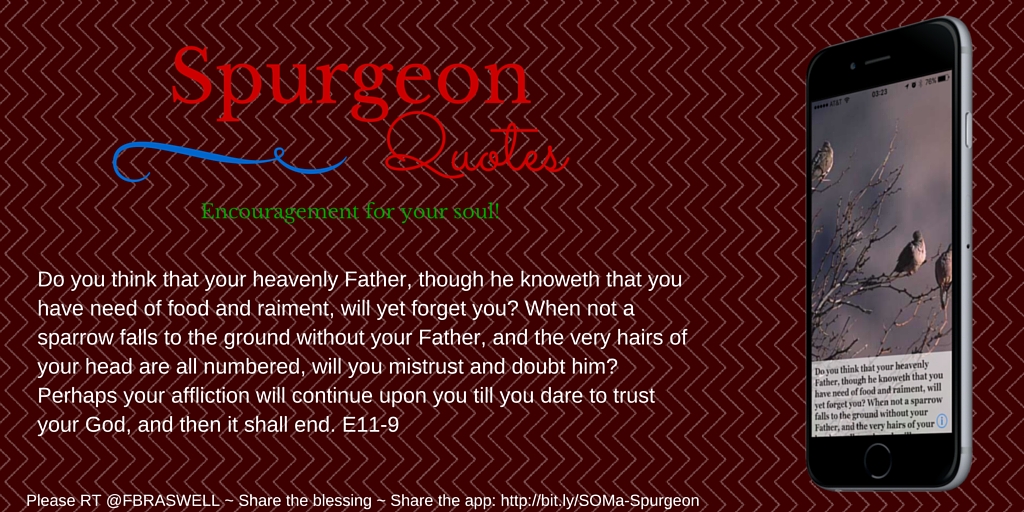 Spurgeon
Quotes
Encouragement for your soul!
Do you think that your heavenly Father, though he knoweth that you
have need of food and raiment, will yet forget you? When not a
sparrow falls to the ground without your Father, and the very hairs of
your head are all numbered, will you mistrust and doubt him?
Perhaps your affliction will continue upon you till you dare to trust
your God, and then it shall end. E11-9
Please RT @FBRASWELL ~ Share the blessing ~ Share the app: http://bit.ly/SOMa-Spurgeon
AT&T 03:23 76%
Do you think that your heavenly
Father, though he knoweth that you
have need of food and raiment, will
yet forget you? When not a sparrow
falls to the ground without your
Father, and the very hairs of your